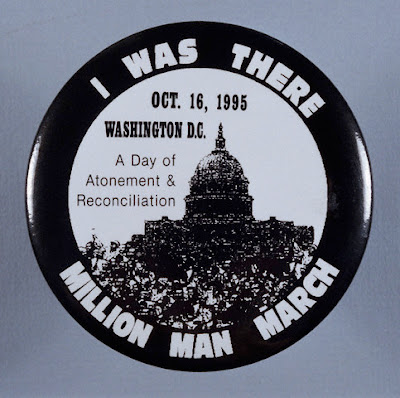 I WAS THERE
OCT. 16, 1995
WASHINGTON D.C.
A Day of
Atonement &
Reconciliation
MILLION MAN MARCH